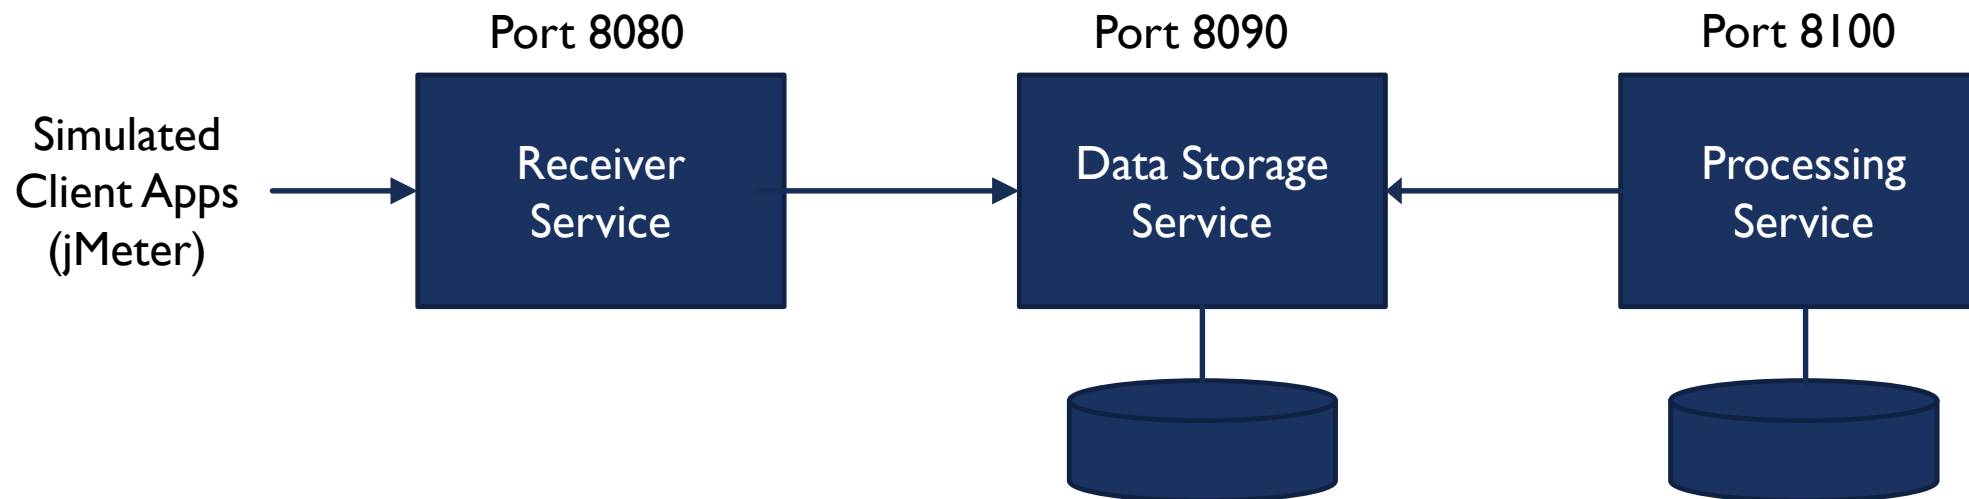 Port 8080
Port 8090
Port 8100
Simulated
Client Apps
(jMeter)
Receiver
Service
Data Storage
Service
Processing
Service